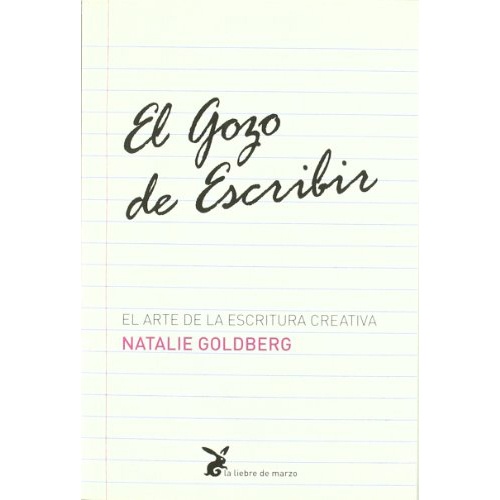 El Gozo
de Escribir
EL ARTE DE LA ESCRITURA CREATIVA
NATALIE GOLDBERG
la liebre de marzo